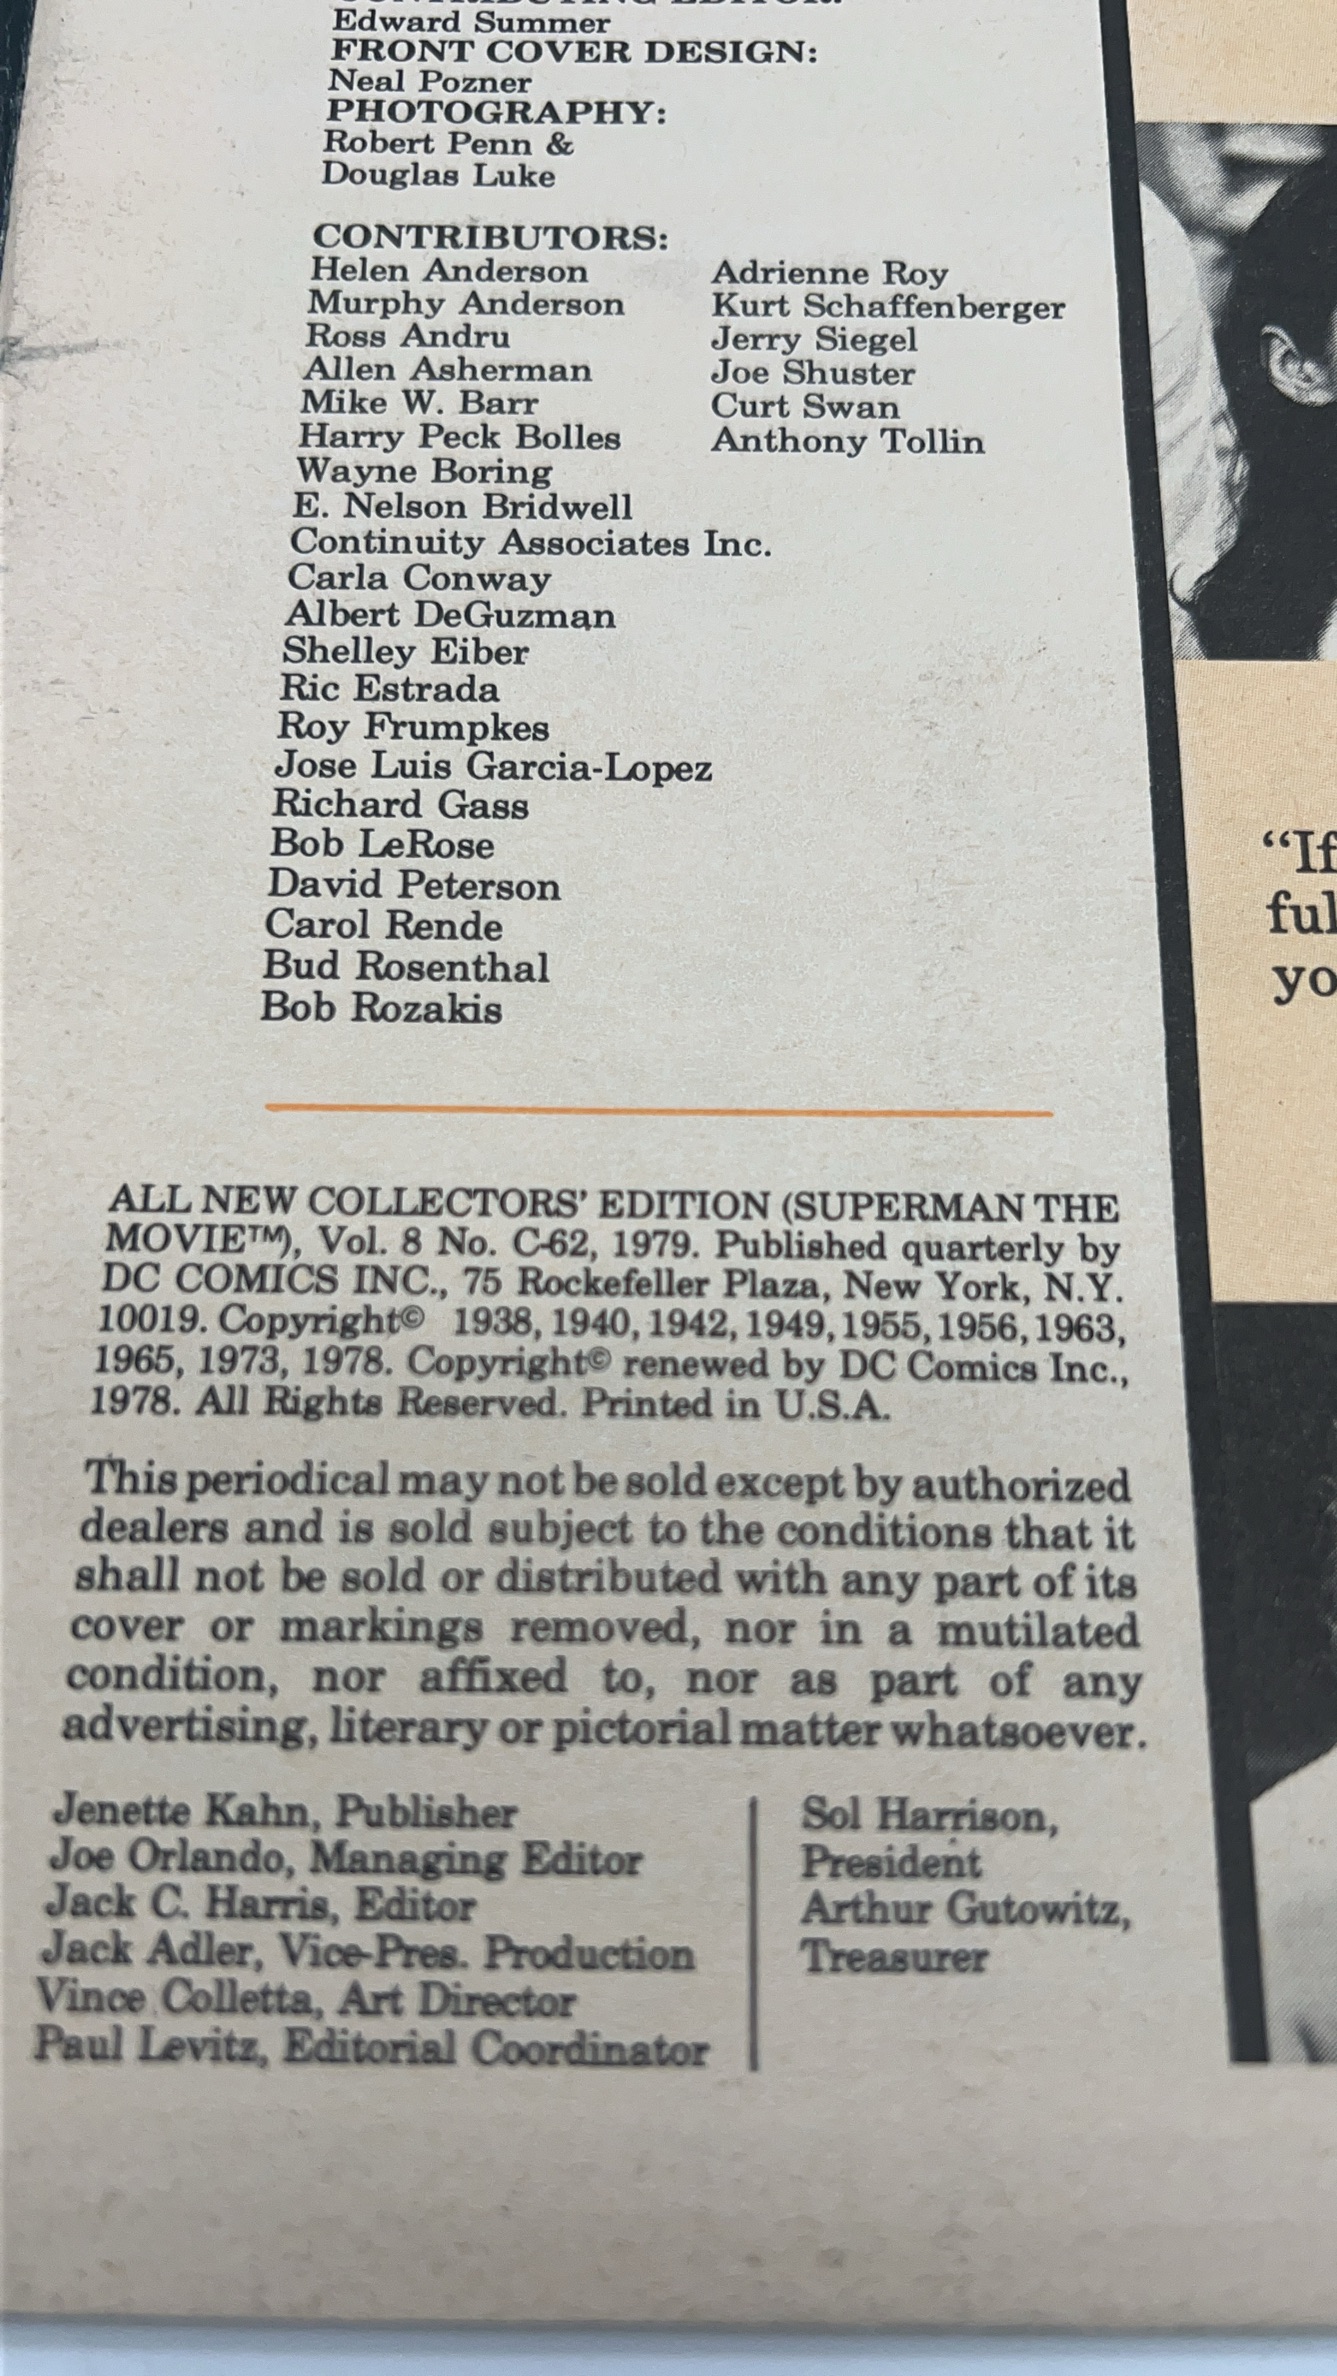 CONTRIBUTING EDITOR:
Edward Summer
FRONT COVER DESIGN:
Neal Pozner
PHOTOGRAPHY:
Robert Penn &
Douglas Luke
CONTRIBUTORS:
Helen Anderson
Murphy Anderson
Ross Andru
Allen Asherman
Mike W. Barr
Harry Peck Bolles
Wayne Boring
E. Nelson Bridwell
Continuity Associates Inc.
Carla Conway
Albert DeGuzman
Shelley Eiber
Ric Estrada
Roy Frumpkes
Jose Luis Garcia-Lopez
Richard Gass
Bob LeRose
David Peterson
Carol Rende
Bud Rosenthal
Bob Rozakis
Adrienne Roy
Kurt Schaffenberger
Jerry Siegel
Joe Shuster
Curt Swan
Anthony Tollin
ALL NEW COLLECTORS' EDITION (SUPERMAN THE
MOVIE™), Vol. 8 No. C-62, 1979. Published quarterly by
DC COMICS INC., 75 Rockefeller Plaza, New York, N.Y.
10019. Copyright© 1938, 1940, 1942, 1949, 1955, 1956, 1963,
1965, 1973, 1978. Copyright© renewed by DC Comics Inc.,
1978. All Rights Reserved. Printed in U.S.A.
This periodical may not be sold except by authorized
dealers and is sold subject to the conditions that it
shall not be sold or distributed with any part of its
cover or markings removed, nor in a mutilated
condition, nor affixed to, nor as part of any
advertising, literary or pictorial matter whatsoever.
Jenette Kahn, Publisher
Joe Orlando, Managing Editor
Jack C. Harris, Editor
Jack Adler, Vice-Pres. Production
Vince Colletta, Art Director
Paul Levitz, Editorial Coordinator
Sol Harrison,
President
Arthur Gutowitz,
Treasurer
"If
ful
yo